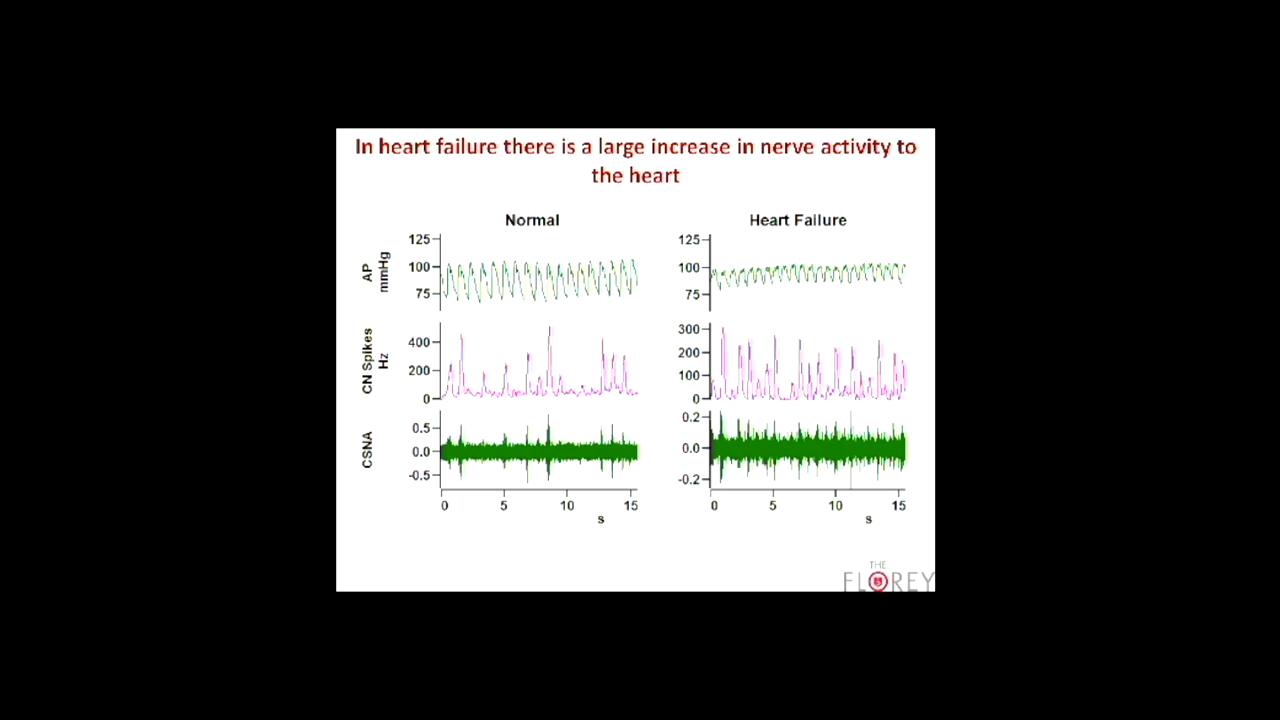 In heart failure there is a large increase in nerve activity to
the heart
Normal
Heart Failure
AP
mmHg
125
100
75
125
100
75
CN Spikes
Hz
400
200
0
300
200
100
0
CSNA
0.5
0.0
-0.5
0.2
0.0
-0.2
0 5 10 15
s
0 5 10 15
s
THE
FLOREY